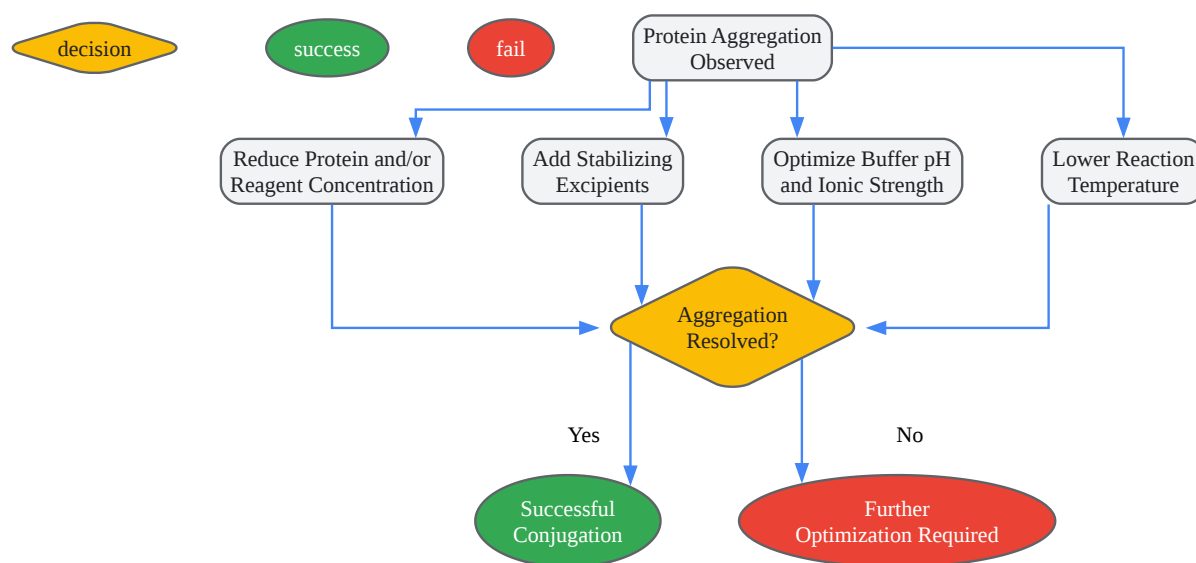 decision
success
fail
Protein Aggregation
Observed
Reduce Protein and/or
Reagent Concentration
Add Stabilizing
Excipients
Optimize Buffer pH
and Ionic Strength
Lower Reaction
Temperature
Aggregation
Resolved?
Yes
No
Successful
Conjugation
Further
Optimization Required